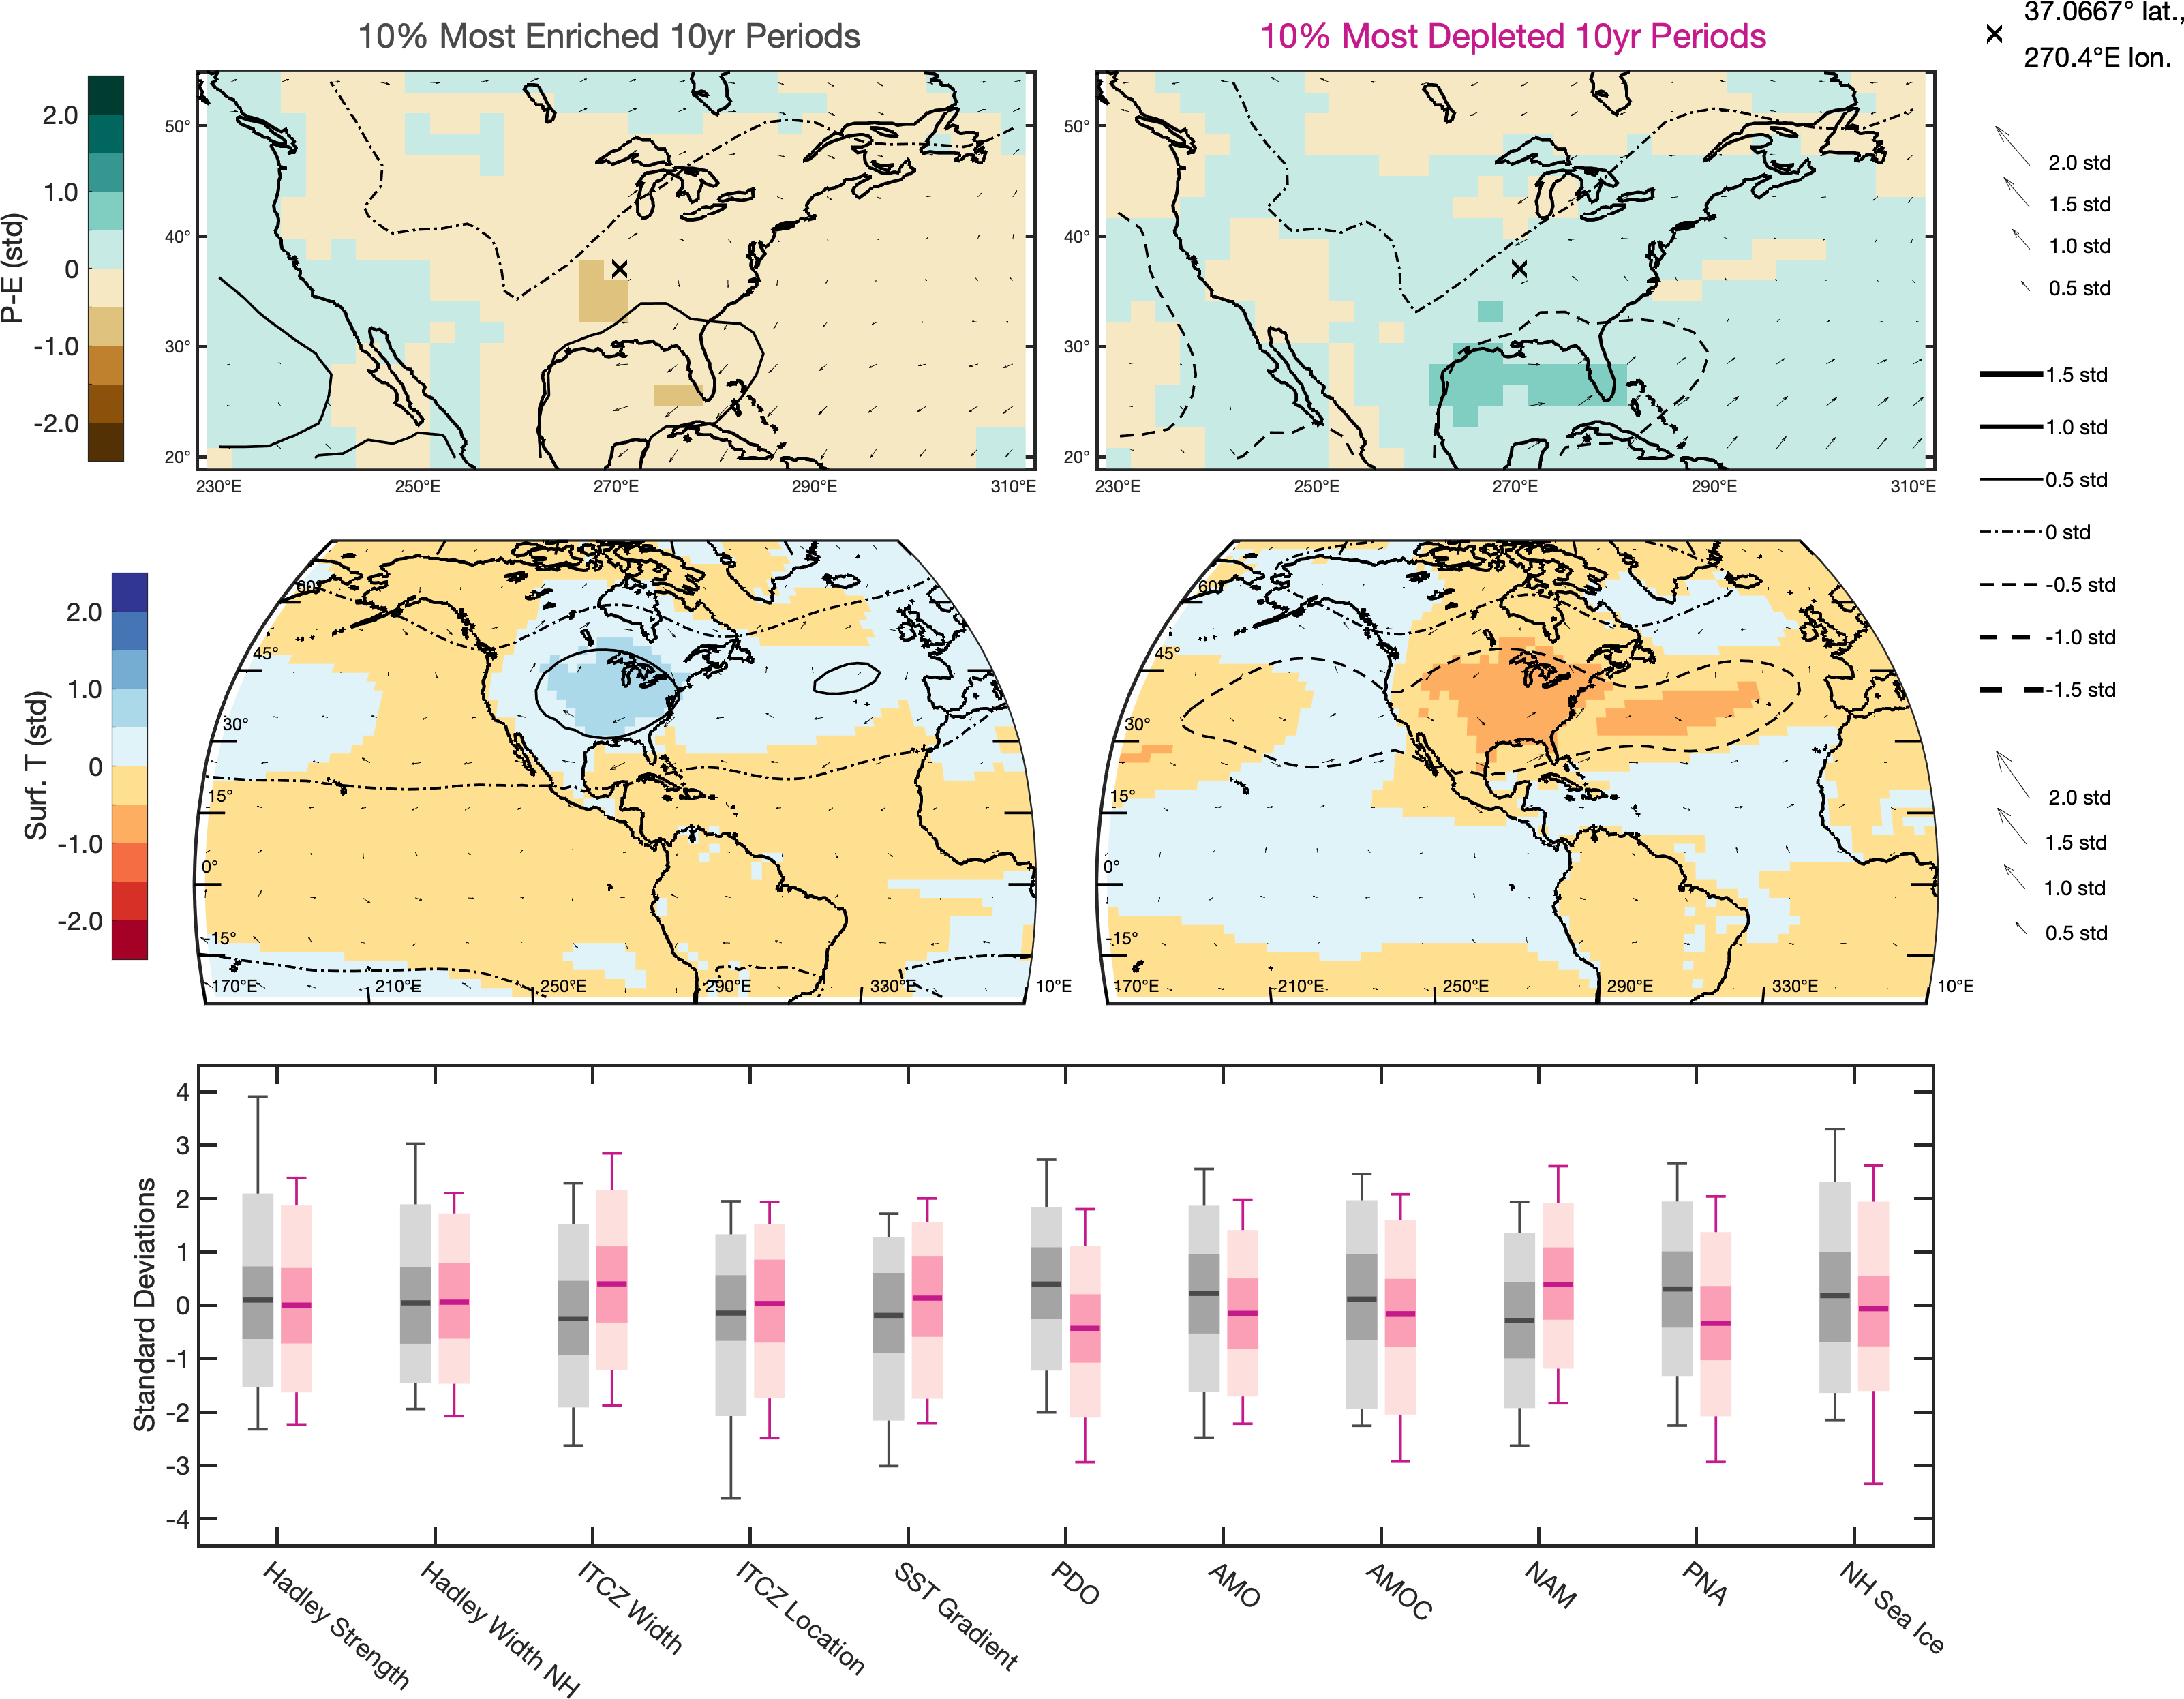 10% Most Enriched 10yr Periods
10% Most Depleted 10yr Periods
37.0667° lat.,
270.4°E lon.
P-E (std)
2.0
1.0
0
-1.0
-2.0
50°
40°
30°
20°
230°E 250°E 270°E 290°E 310°E
50°
40°
30°
20°
230°E 250°E 270°E 290°E 310°E
2.0 std
1.5 std
1.0 std
0.5 std
1.5 std
1.0 std
0.5 std
0 std
-0.5 std
-1.0 std
-1.5 std
Surf. T (std)
2.0
1.0
0
-1.0
-2.0
60°
45°
30°
15°
0°
-15°
170°E 210°E 250°E 290°E 330°E 10°E
60°
45°
30°
15°
0°
-15°
170°E 210°E 250°E 290°E 330°E 10°E
2.0 std
1.5 std
1.0 std
0.5 std
Standard Deviations
4
3
2
1
0
-1
-2
-3
-4
Hadley Strength
Hadley Width NH
ITCZ Width
ITCZ Location
SST Gradient
PDO
AMO
AMOC
NAM
PNA
NH Sea Ice